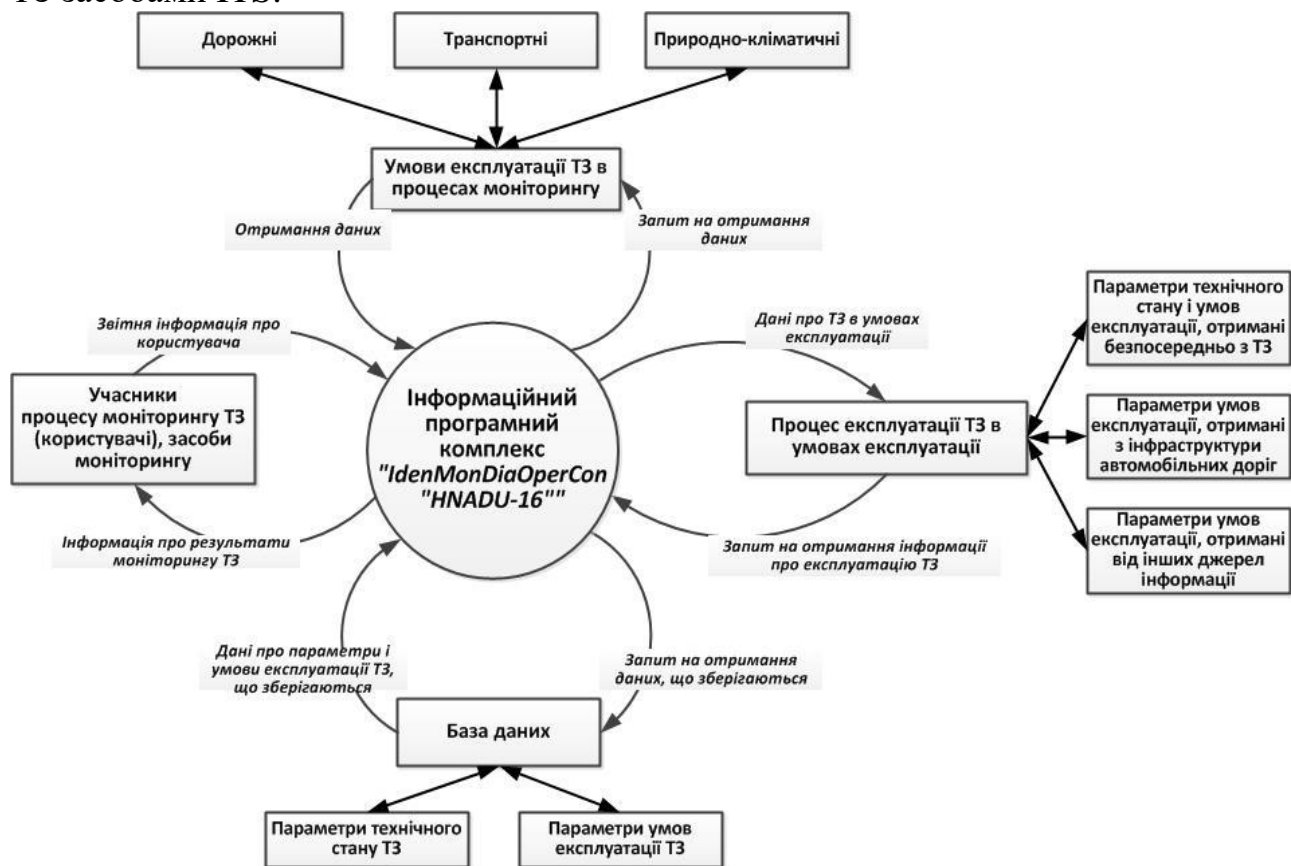 ТЗ засобами ITS.
Дорожні
Транспортні
Природно-кліматичні
Умови експлуатації ТЗ в
процесах моніторингу
Отримання даних
Запит на отримання
даних
Звітня інформація про
користувача
Дані про ТЗ в умовах
експлуатації
Учасники
процесу моніторингу ТЗ
(користувачі), засоби
моніторингу
Інформаційний
програмний
комплекс
"IdenMonDiaOperCon
"HNADU-16""
Процес експлуатації ТЗ в
умовах експлуатації
Параметри технічного
стану і умов
експлуатації, отримані
безпосередньо з ТЗ
Параметри умов
експлуатації, отримані
з інфраструктури
автомобільних доріг
Параметри умов
експлуатації, отримані
від інших джерел
інформації
Інформація про результати
моніторингу ТЗ
Запит на отримання інформації
про експлуатацію ТЗ
Дані про параметри і
умови експлуатації ТЗ,
що зберігаються
Запит на отримання
даних, що зберігаються
База даних
Параметри технічного
стану ТЗ
Параметри умов
експлуатації ТЗ